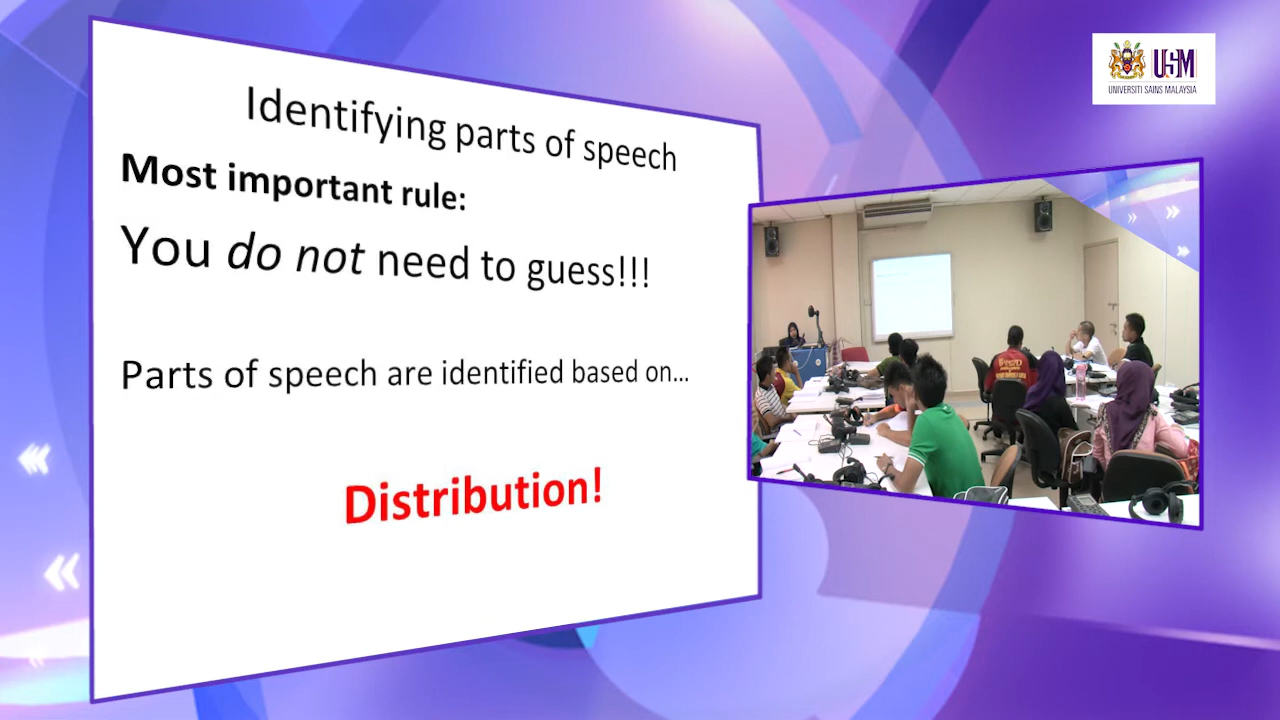 Identifying parts of speech
Most important rule:
You do not need to guess!!!
Parts of speech are identified based on...
Distribution!
USM
UNIVERSITI SAINS MALAYSIA